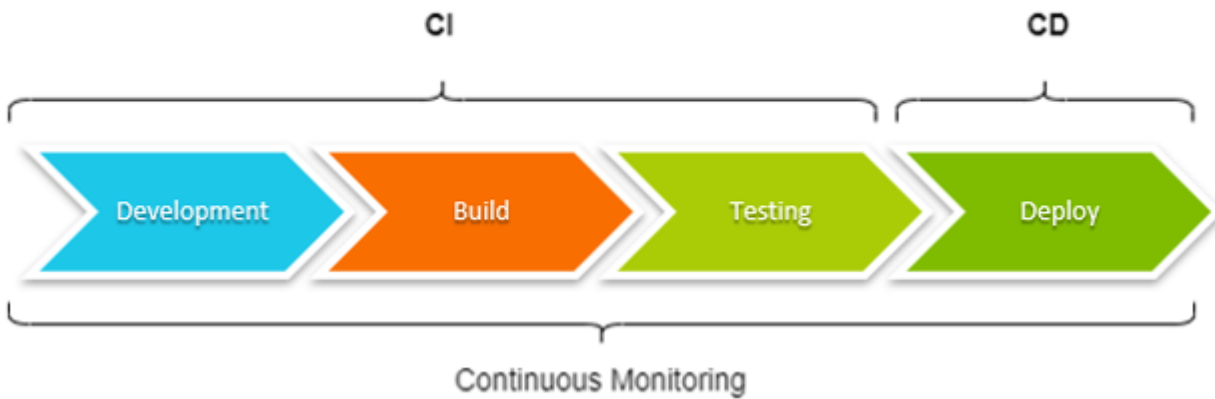 CI
CD
Development
Build
Testing
Deploy
Continuous Monitoring